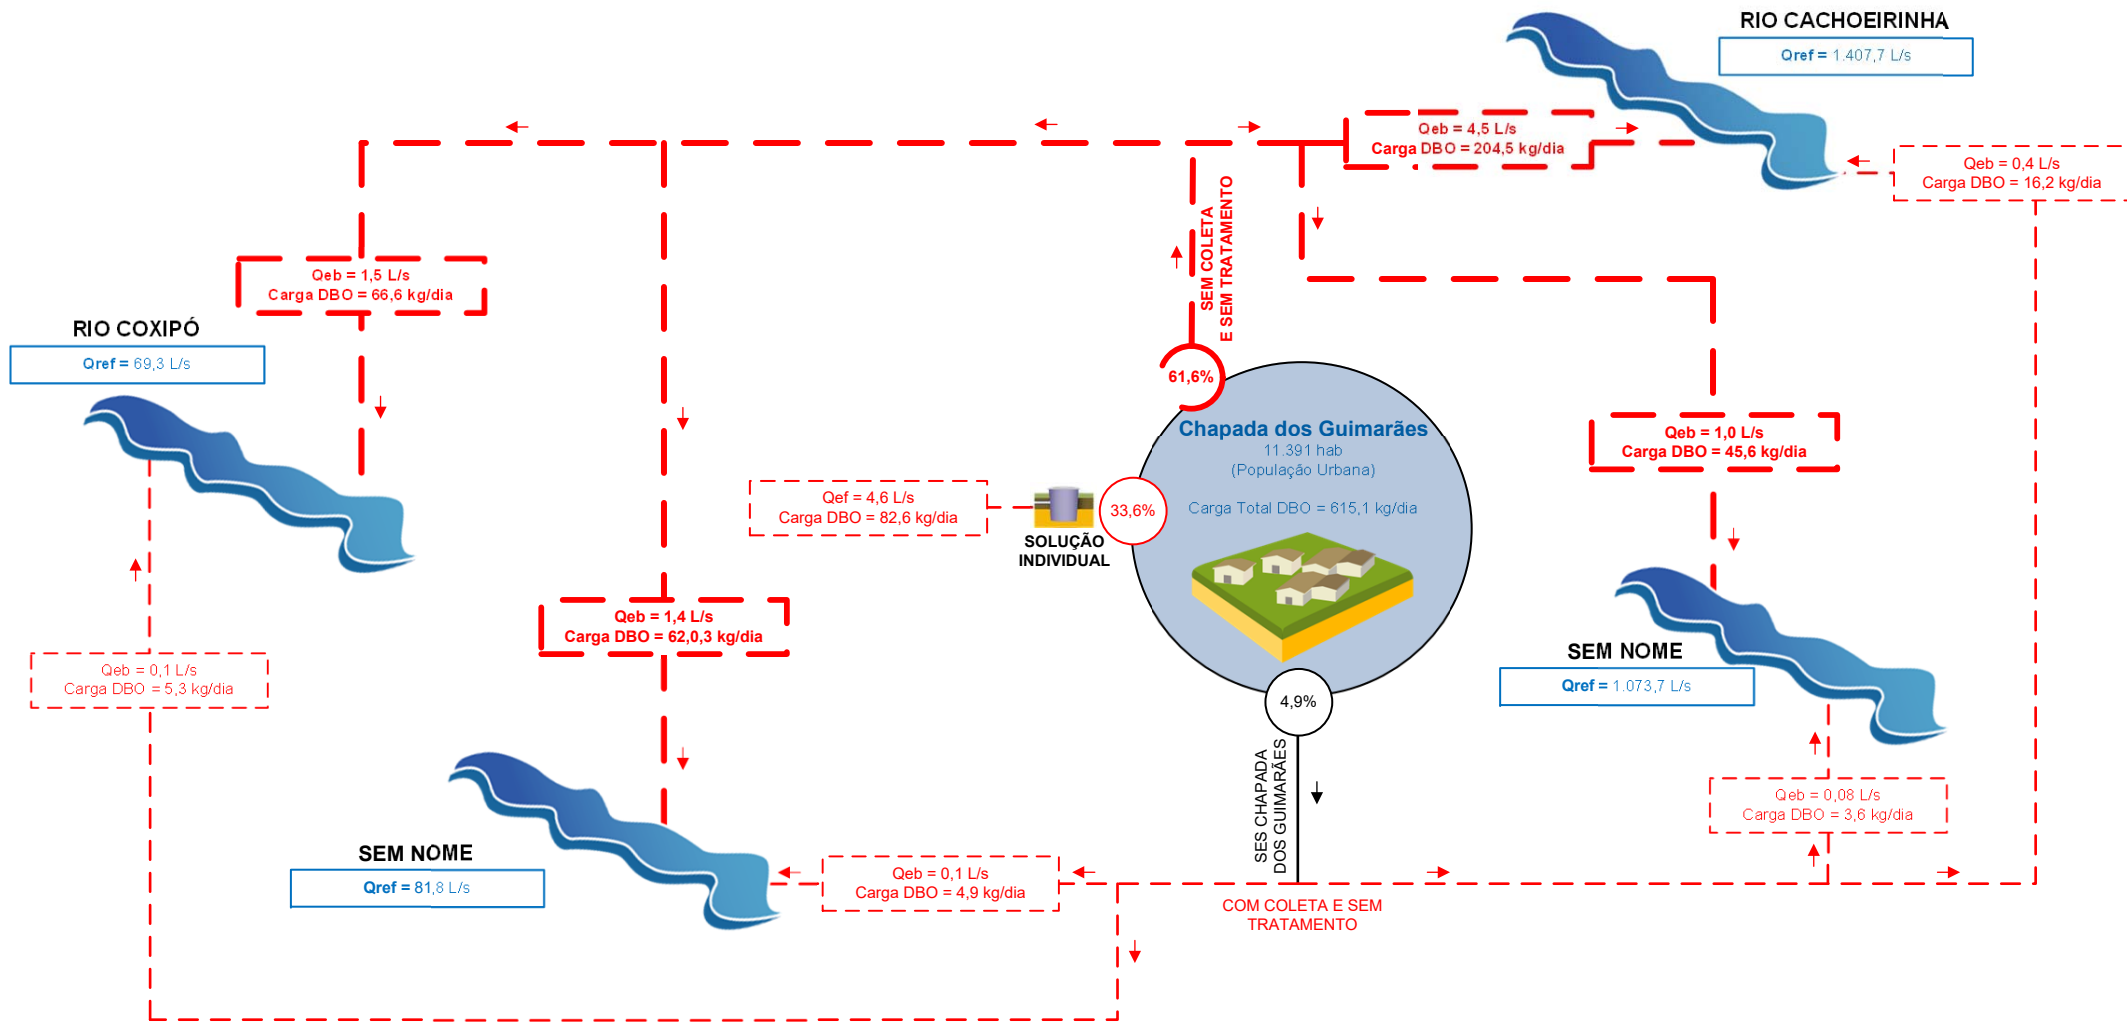 RIO CACHOEIRINHA
Qref = 1.407,7 L/s
Qeb = 4,5 L/s
Carga DBO = 204,5 kg/dia
Qeb = 0,4 L/s
Carga DBO = 16,2 kg/dia
SEM COLETA
E SEM TRATAMENTO
Qeb = 1,5 L/s
Carga DBO = 66,6 kg/dia
RIO COXIPÓ
Qref = 69,3 L/s
61,6%
Chapada dos Guimarães
11.391 hab
(População Urbana)
Carga Total DBO = 615,1 kg/dia
Qeb = 1,0 L/s
Carga DBO = 45,6 kg/dia
Qef = 4,6 L/s
Carga DBO = 82,6 kg/dia
33,6%
SOLUÇÃO
INDIVIDUAL
Qeb = 1,4 L/s
Carga DBO = 62,0,3 kg/dia
Qeb = 0,1 L/s
Carga DBO = 5,3 kg/dia
SEM NOME
Qref = 1.073,7 L/s
4,9%
SES CHAPADA
DOS GUIMARÃES
Qeb = 0,08 L/s
Carga DBO = 3,6 kg/dia
SEM NOME
Qref = 81,8 L/s
Qeb = 0,1 L/s
Carga DBO = 4,9 kg/dia
COM COLETA E SEM
TRATAMENTO